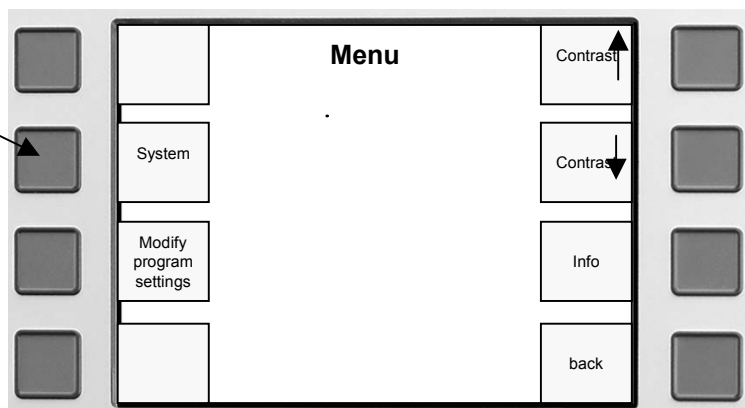 Menu
Contrast
System
Contrast
Modify
program
settings
Info
back